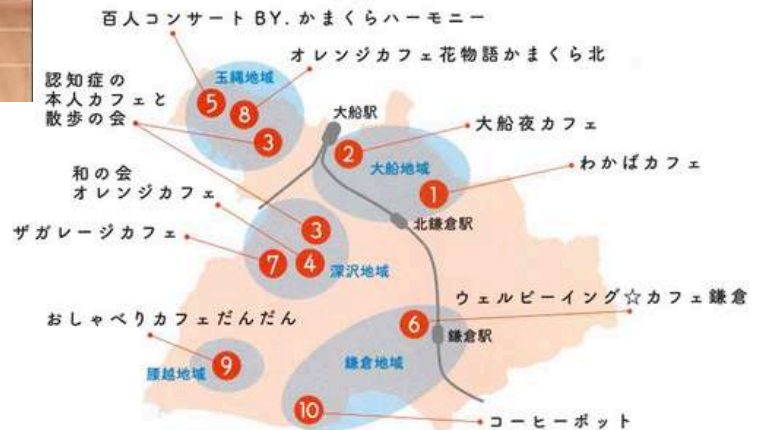 百人コンサートBY.かまくらハーモニー
オレンジカフェ花物語かまくら北
玉縄地域
認知症の
本人カフェと
散歩の会
5
8
3
大船駅
大船夜カフェ
2
大船地域
わかばカフェ
1
和の会
オレンジカフェ
北鎌倉駅
ザガレージカフェ
3
7
4
深沢地域
ウェルビーイング☆カフェ鎌倉
おしゃべりカフェだんだん
6
鎌倉駅
鎌倉地域
腰越地域
9
10
コーヒーポット